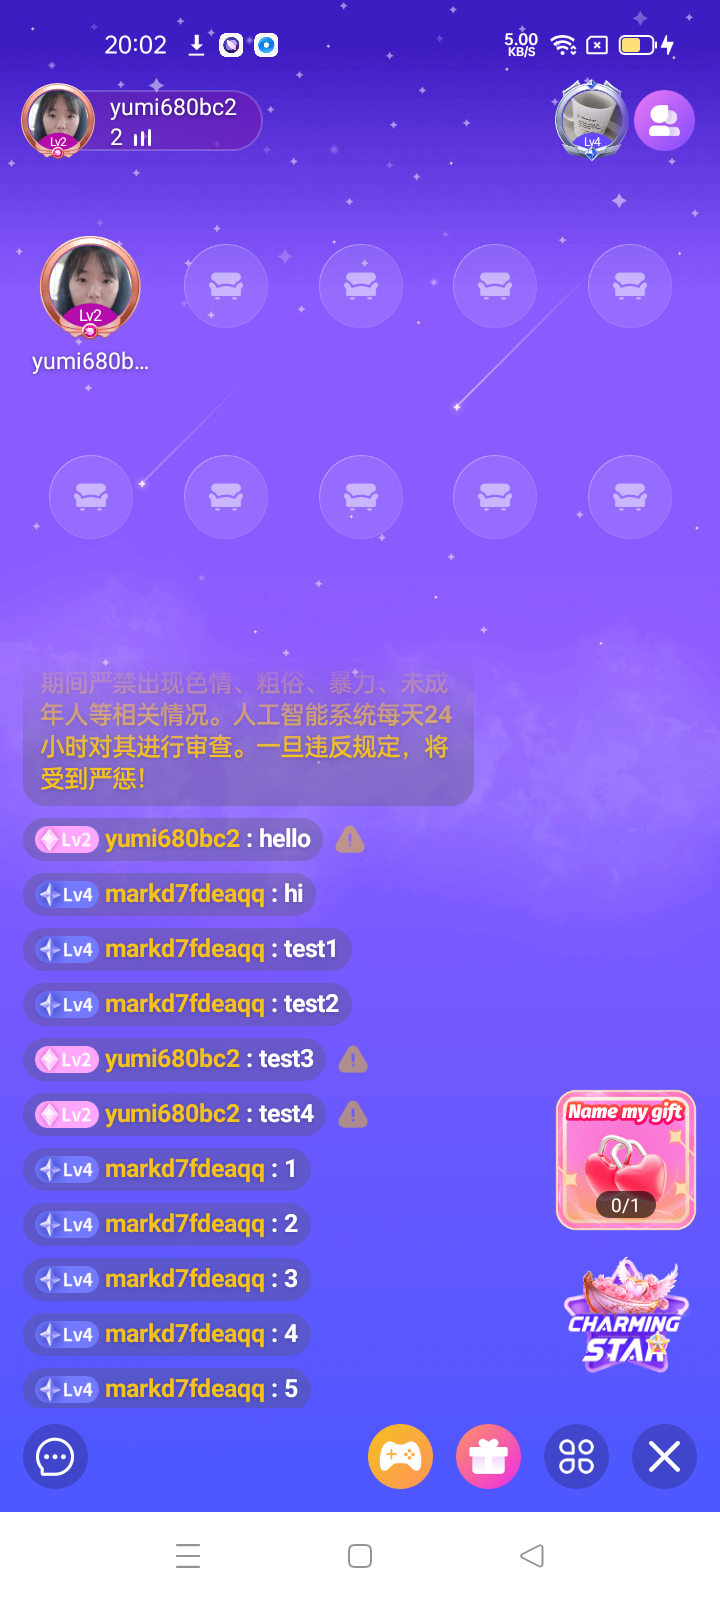 20:02
5.00
KB/S
yumi680bc2
2
Lv2
Lv4
Lv2
yumi680b...
期间严禁出现色情、粗俗、暴力、未成
年人等相关情况。人工智能系统每天24
小时对其进行审查。一旦违反规定，将
受到严惩！
Lv2 yumi680bc2 : hello
Lv4 markd7fdeaqq : hi
Lv4 markd7fdeaqq : test1
Lv4 markd7fdeaqq : test2
Lv2 yumi680bc2 : test3
Lv2 yumi680bc2 : test4
Lv4 markd7fdeaqq : 1
Lv4 markd7fdeaqq : 2
Lv4 markd7fdeaqq : 3
Lv4 markd7fdeaqq : 4
Lv4 markd7fdeaqq : 5
Name my gift
0/1
CHARMING
STAR